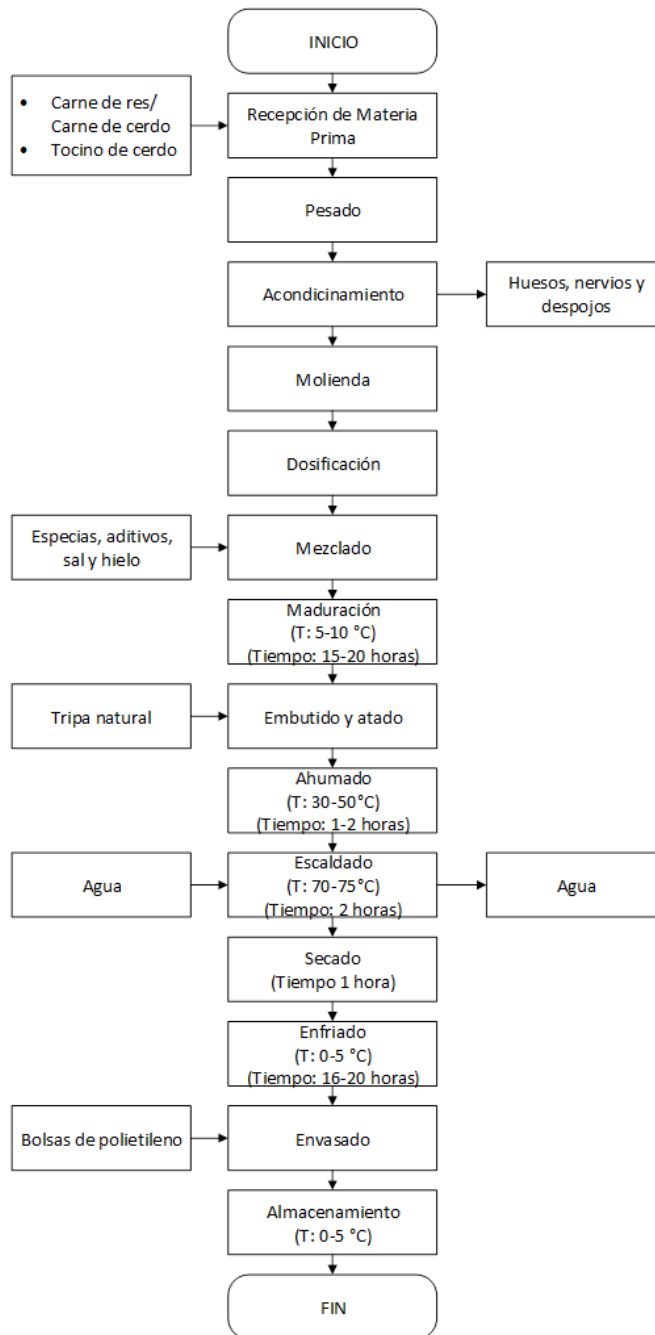 INICIO
• Carne de res/
Carne de cerdo
• Tocino de cerdo
Recepción de Materia
Prima
Pesado
Acondicinamiento
Huesos, nervios y
despojos
Molienda
Dosificación
Especias, aditivos,
sal y hielo
Mezclado
Maduración
(T: 5-10 °C)
(Tiempo: 15-20 horas)
Tripa natural
Embutido y atado
Ahumado
(T: 30-50°C)
(Tiempo: 1-2 horas)
Agua
Escaldado
(T: 70-75°C)
(Tiempo: 2 horas)
Agua
Secado
(Tiempo 1 hora)
Enfriado
(T: 0-5 °C)
(Tiempo: 16-20 horas)
Bolsas de polietileno
Envasado
Almacenamiento
(T: 0-5 °C)
FIN